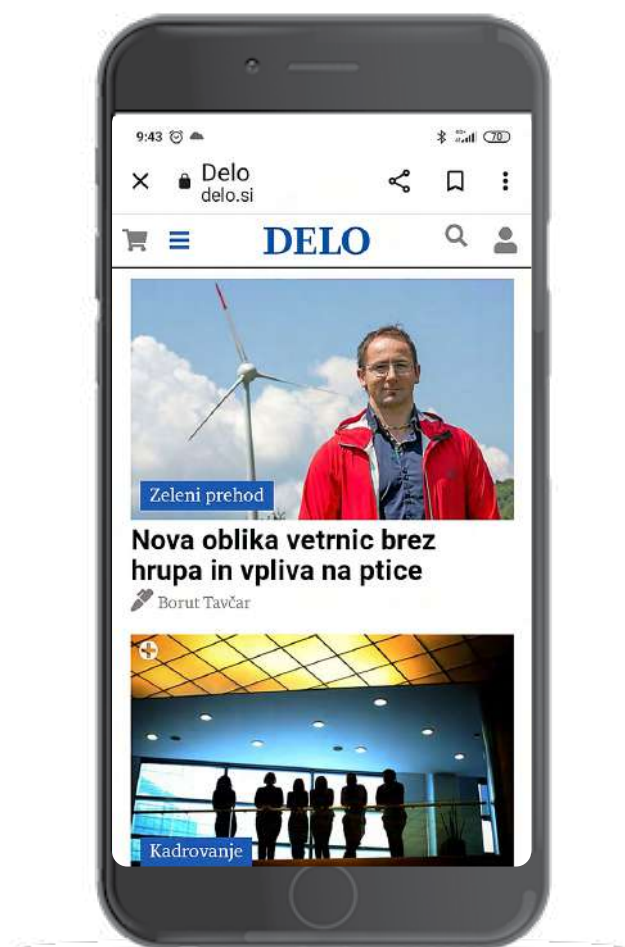 9:43
70
Delo
delo.si
DELO
Zeleni prehod
Nova oblika vetrnic brez
hrupa in vpliva na ptice
Borut Tavčar
Kadrovanje